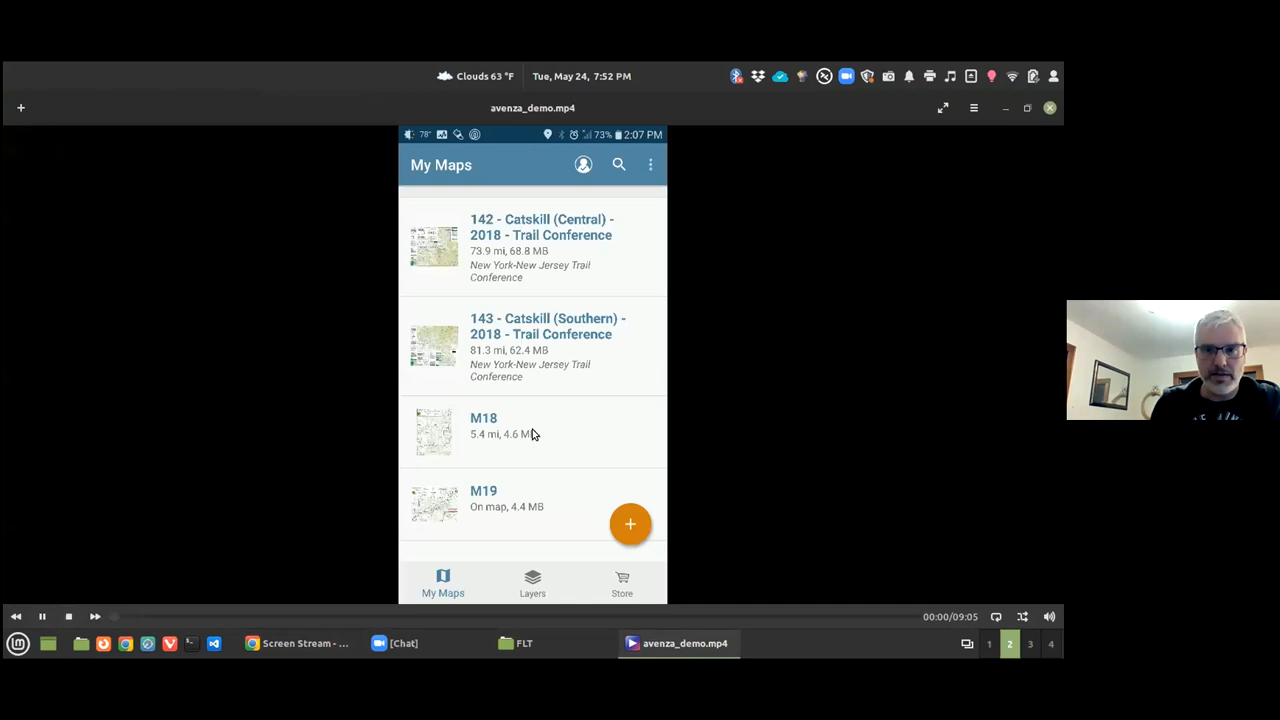 Clouds 63 °F
Tue, May 24, 7:52 PM
+
avenza_demo.mp4
78°
73% 2:07 PM
My Maps
142 - Catskill (Central) -
2018 - Trail Conference
73.9 mi, 68.8 MB
New York-New Jersey Trail
Conference
143 - Catskill (Southern) -
2018 - Trail Conference
81.3 mi, 62.4 MB
New York-New Jersey Trail
Conference
M18
5.4 mi, 4.6 M
M19
On map, 4.4 MB
+
My Maps
Layers
Store
00:00/09:05
Screen Stream - ...
[Chat]
FLT
avenza_demo.mp4
1 2 3 4